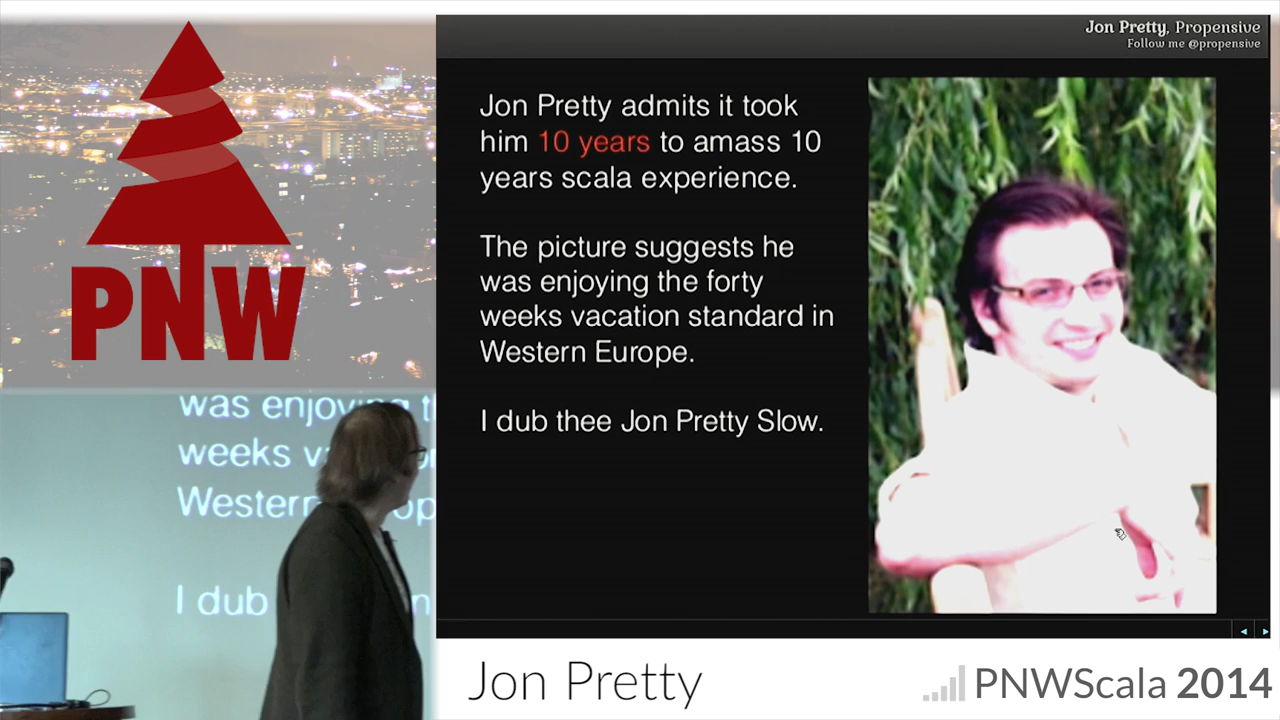 PNW
was enjoying t
weeks va
Western
op
I dub
n
Jon Pretty, Propensive
Follow me @propensive
Jon Pretty admits it took
him 10 years to amass 10
years scala experience.
The picture suggests he
was enjoying the forty
weeks vacation standard in
Western Europe.
I dub thee Jon Pretty Slow.
Jon Pretty
PNWScala 2014